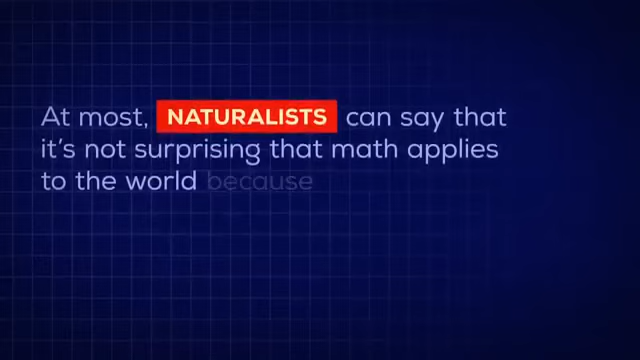 At most, NATURALISTS can say that
it's not surprising that math applies
to the world because